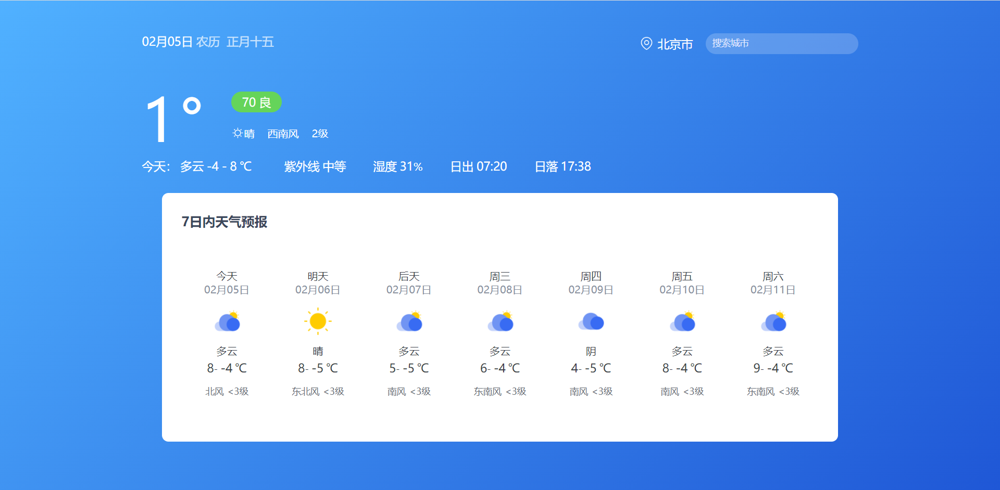 02月05日 农历 正月十五
北京市 搜索城市
1°
70 良
晴 西南风 2级
今天： 多云 -4 - 8 ℃ 紫外线 中等 湿度 31% 日出 07:20 日落 17:38
7日内天气预报
今天 明天 后天 周三 周四 周五 周六
02月05日 02月06日 02月07日 02月08日 02月09日 02月10日 02月11日
多云 晴 多云 多云 阴 多云 多云
8- -4 ℃ 8- -5 ℃ 5- -5 ℃ 6- -4 ℃ 4- -5 ℃ 8- -4 ℃ 9- -4 ℃
北风 <3级 东北风 <3级 南风 <3级 东南风 <3级 南风 <3级 南风 <3级 东南风 <3级